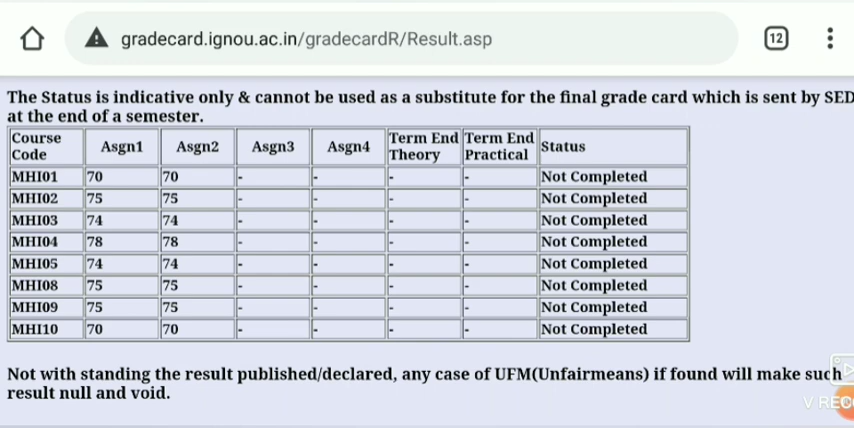 gradecard.ignou.ac.in/gradecardR/Result.asp 12
The Status is indicative only & cannot be used as a substitute for the final grade card which is sent by SED
at the end of a semester.
Course Code Asgn1 Asgn2 Asgn3 Asgn4 Term End Theory Term End Practical Status
MHI01 70 70 - - - - Not Completed
MHI02 75 75 - - - - Not Completed
MHI03 74 74 - - - - Not Completed
MHI04 78 78 - - - - Not Completed
MHI05 74 74 - - - - Not Completed
MHI08 75 75 - - - - Not Completed
MHI09 75 75 - - - - Not Completed
MHI10 70 70 - - - - Not Completed
Not with standing the result published/declared, any case of UFM(Unfairmeans) if found will make such
result null and void.
V REC